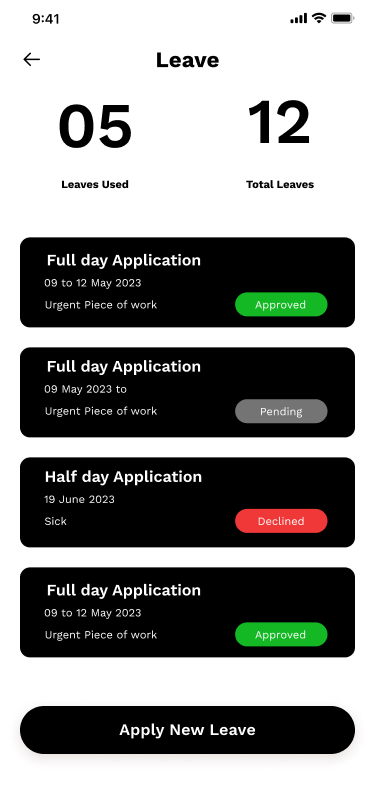 9:41
Leave
05
12
Leaves Used
Total Leaves
Full day Application
09 to 12 May 2023
Urgent Piece of work
Approved
Full day Application
09 May 2023 to
Urgent Piece of work
Pending
Half day Application
19 June 2023
Sick
Declined
Full day Application
09 to 12 May 2023
Urgent Piece of work
Approved
Apply New Leave